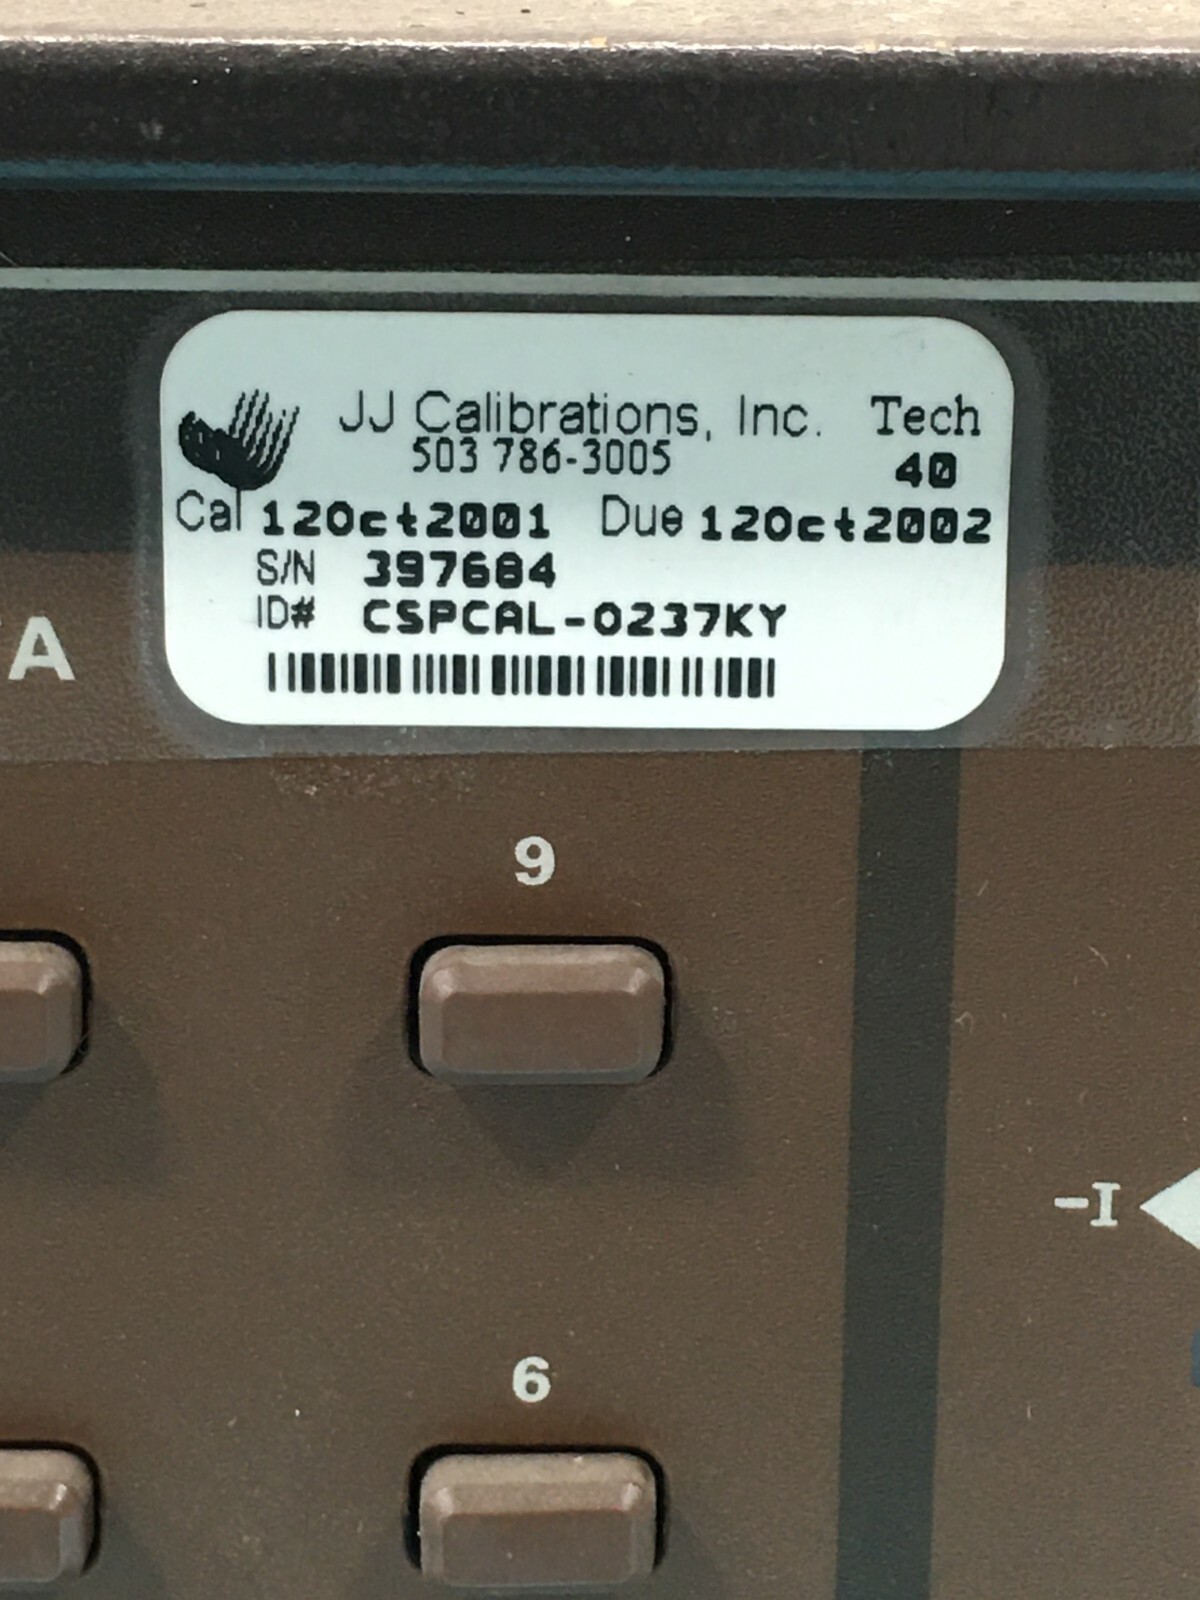 JJ Calibrations, Inc. Tech
503 786-3005 40
Cal 12Oct2001 Due 12Oct2002
S/N 397684
ID# CSPCAL-0237KY
A
9
-I
6